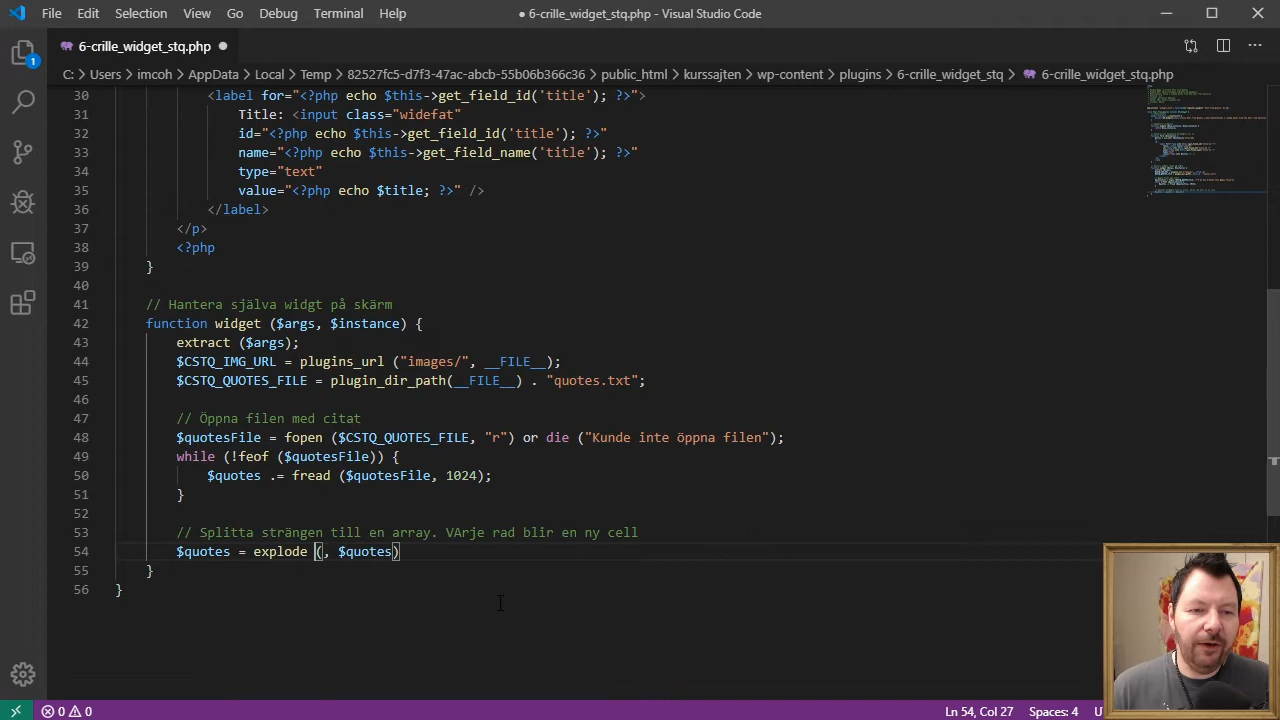 File Edit Selection View Go Debug Terminal Help
● 6-crille_widget_stq.php - Visual Studio Code
6-crille_widget_stq.php ●
C: > Users > imcoh > AppData > Local > Temp > 82527fc5-d7f3-47ac-abcb-55b06b366c36 > public_html > kurssajten > wp-content > plugins > 6-crille_widget_stq > 6-crille_widget_stq.php
1
30 <label for="<?php echo $this->get_field_id('title'); ?>">
31 Title: <input class="widefat"
32 id="<?php echo $this->get_field_id('title'); ?>"
33 name="<?php echo $this->get_field_name('title'); ?>"
34 type="text"
35 value="<?php echo $title; ?>" />
36 </label>
37 </p>
38 <?php
39 }
40
41 // Hantera själva widgt på skärm
42 function widget ($args, $instance) {
43 extract ($args);
44 $CSTQ_IMG_URL = plugins_url ("images/", __FILE__);
45 $CSTQ_QUOTES_FILE = plugin_dir_path(__FILE__) . "quotes.txt";
46
47 // Öppna filen med citat
48 $quotesFile = fopen ($CSTQ_QUOTES_FILE, "r") or die ("Kunde inte öppna filen");
49 while (!feof ($quotesFile)) {
50 $quotes .= fread ($quotesFile, 1024);
51 }
52
53 // Splitta strängen till en array. VArje rad blir en ny cell
54 $quotes = explode (, $quotes)
55 }
56 }
0 0
Ln 54, Col 27 Spaces: 4